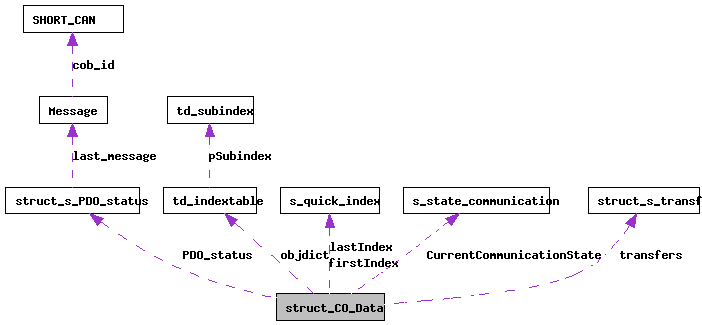 SHORT_CAN
cob_id
Message
td_subindex
last_message
pSubindex
struct_s_PDO_status
td_indextable
s_quick_index
s_state_communication
struct_s_transf
PDO_status
objdict
lastIndex
firstIndex
CurrentCommunicationState
transfers
struct_CO_Data